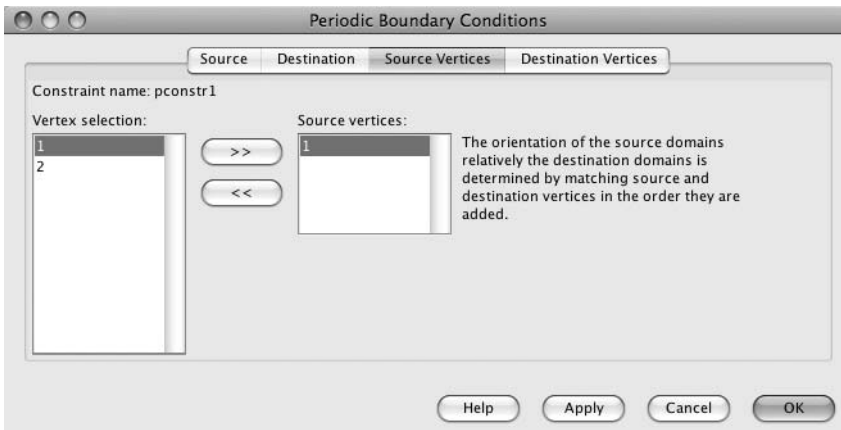 Periodic Boundary Conditions
Source Destination Source Vertices Destination Vertices
Constraint name: pconstr1
Vertex selection:
1
2
>>
<<
Source vertices:
1
The orientation of the source domains
relatively the destination domains is
determined by matching source and
destination vertices in the order they are
added.
Help Apply Cancel OK